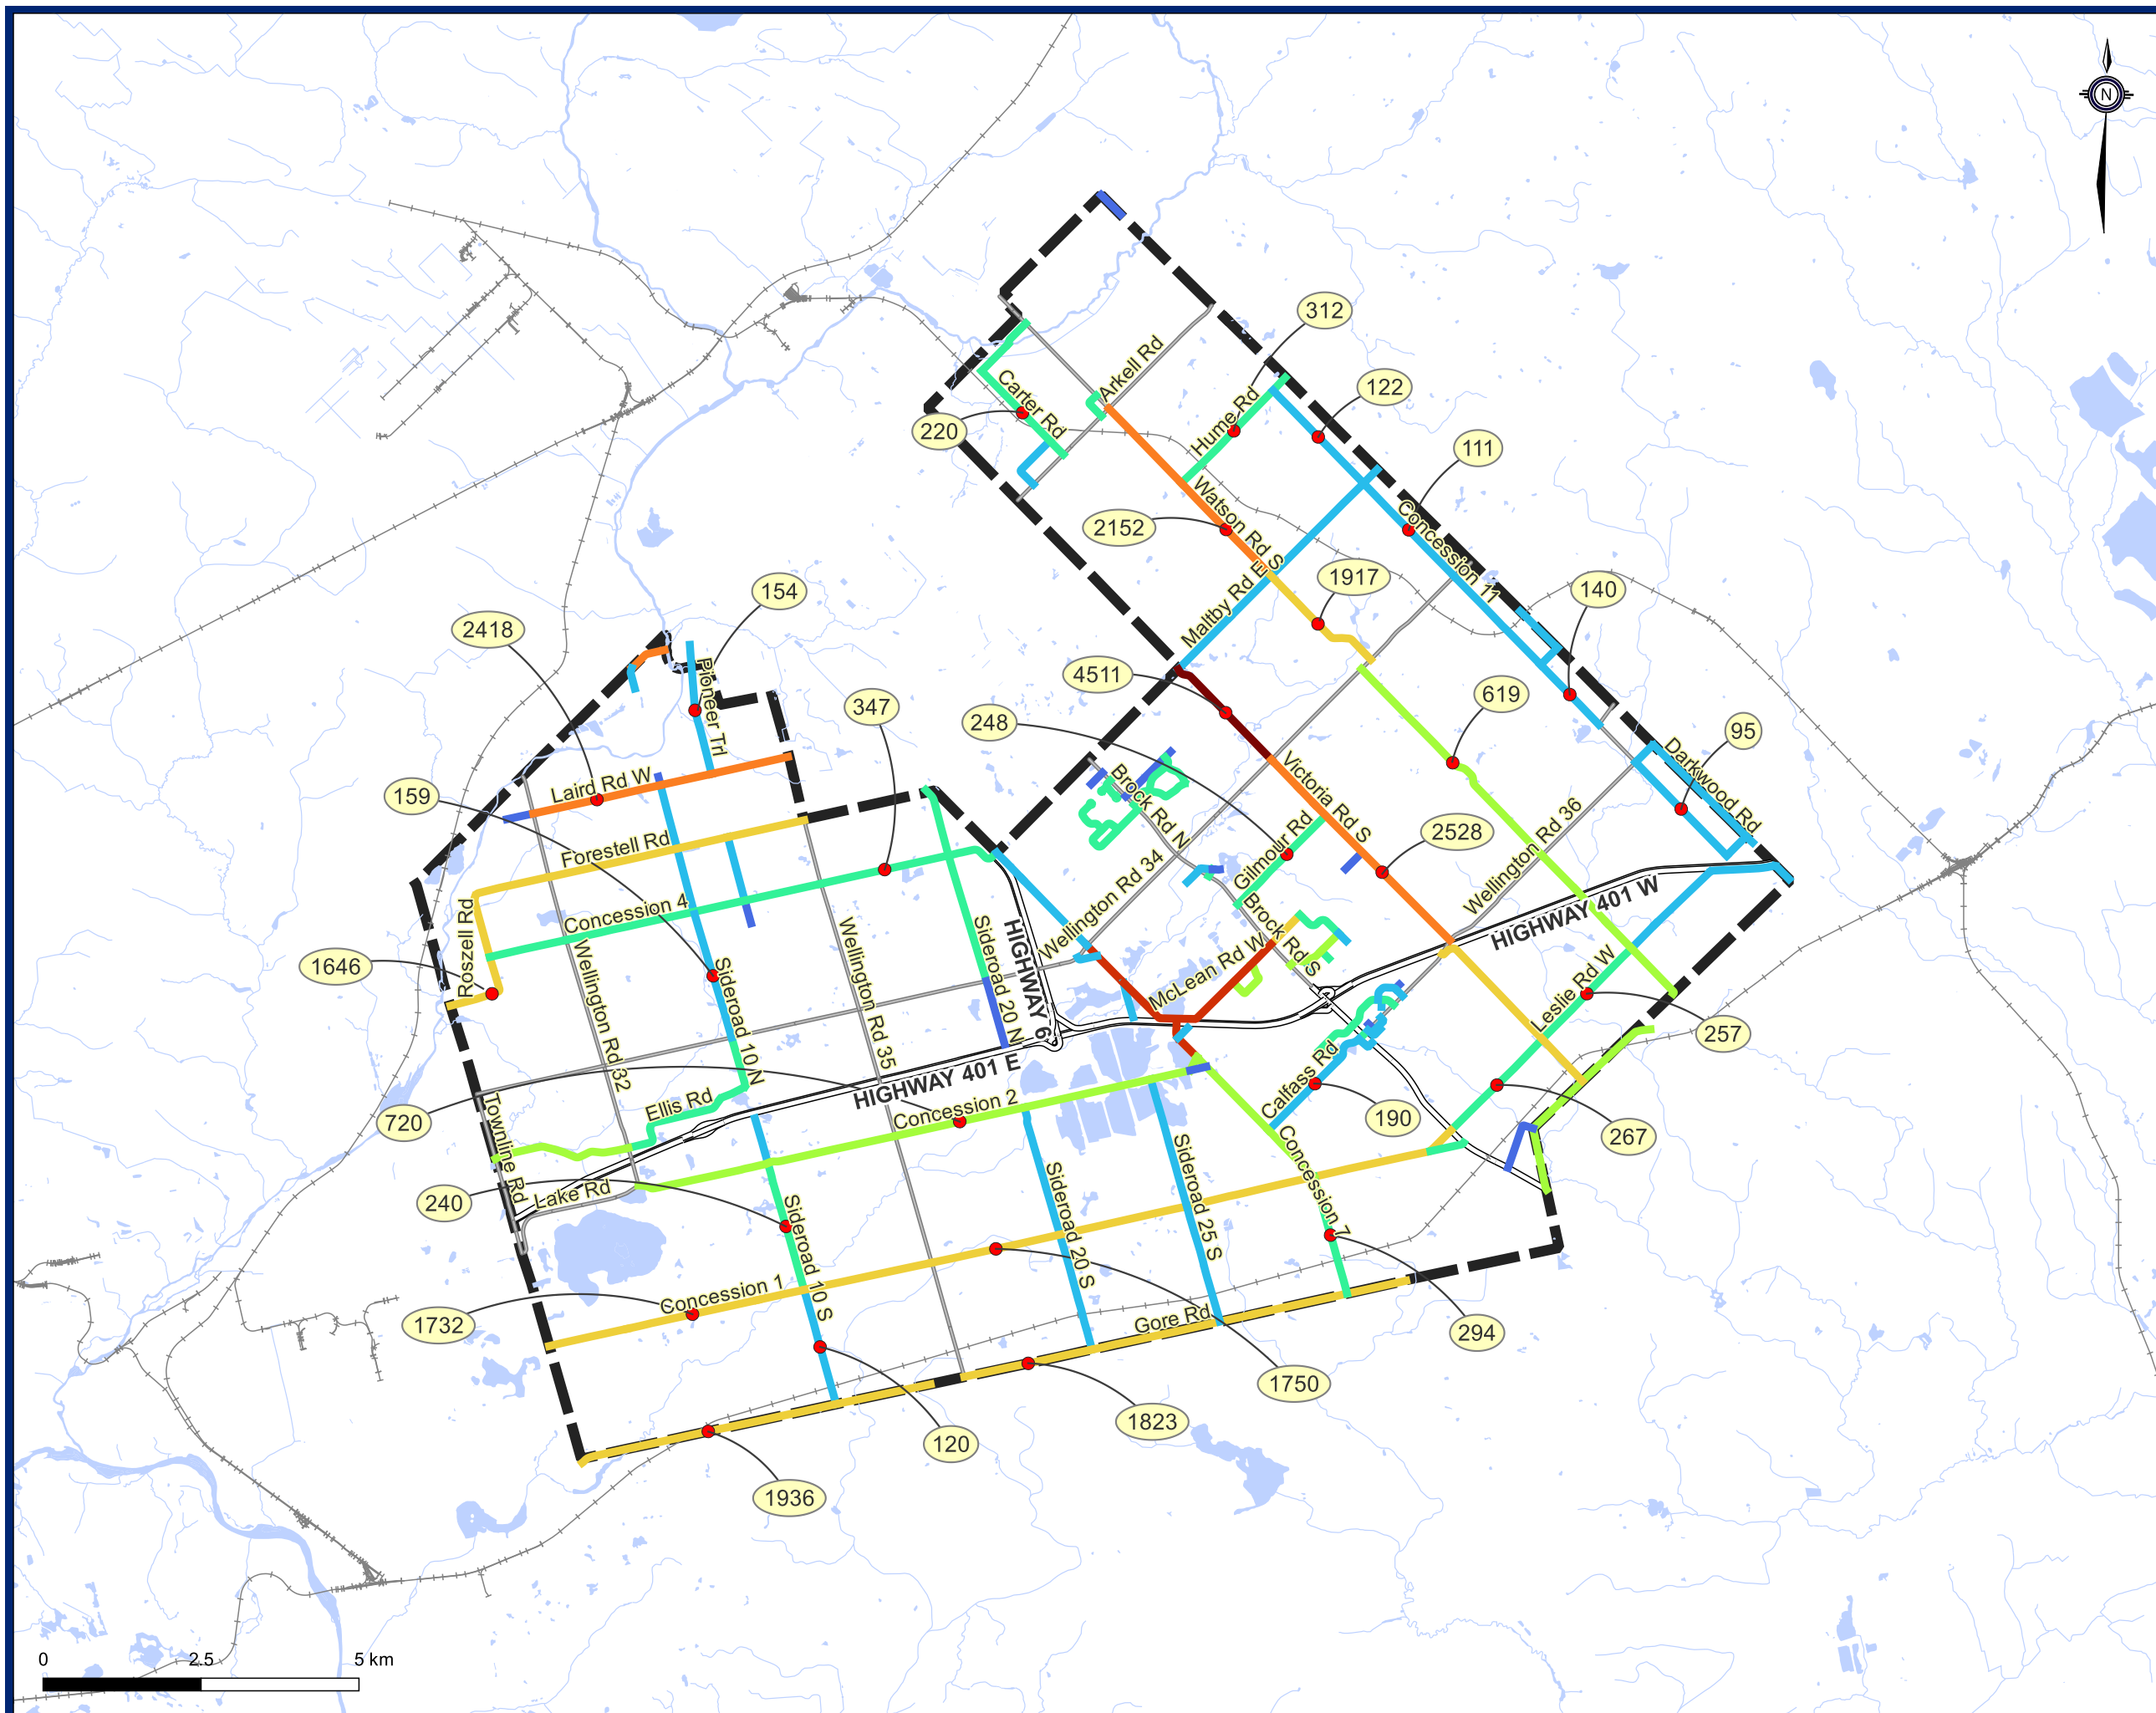 N
312
122
Arkell Rd
Carter Rd
Hume Rd
220
111
Watson Rd S
2152
Concession 11
1917
140
154
Maltby Rd E
2418
Pioneer Trl
4511
619
347
248
95
Laird Rd W
159
Brock Rd N
Victoria Rd S
Darkwood Rd
Forestell Rd
Gilmour Rd
2528
Wellington Rd 36
Wellington Rd 34
Concession 4
Roszell Rd
HIGHWAY 401 W
Brock Rd S
1646
Wellington Rd 32
Wellington Rd 35
Sideroad 20 N
HIGHWAY 6
McLean Rd W
Sideroad 10 N
Leslie Rd W
257
HIGHWAY 401 E
Calfass Rd
Ellis Rd
720
Concession 2
190
267
Townline Rd
Lake Rd
240
Sideroad 10 S
Sideroad 20 S
Sideroad 25 S
Concession 7
Concession 1
1732
Gore Rd
294
1750
1823
120
1936
0
2.5
5 km